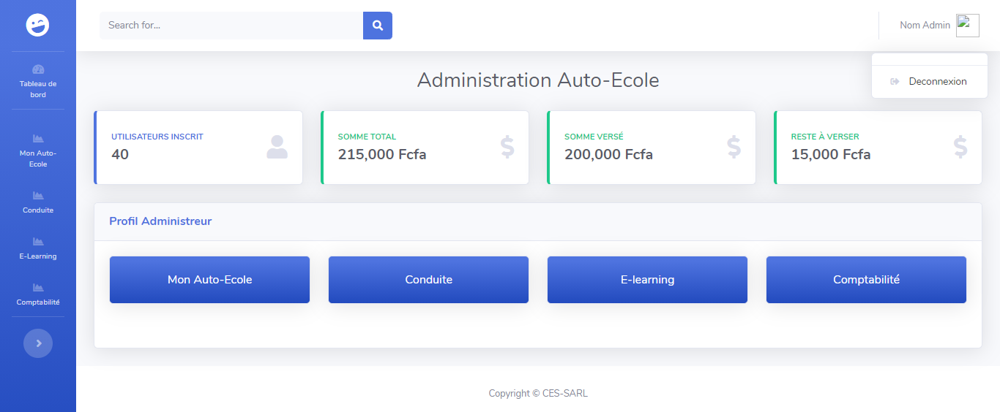 Search for...
Nom Admin
Deconnexion
Tableau de
bord
Mon Auto-
Ecole
Conduite
E-Learning
Comptabilité
Administration Auto-Ecole
UTILISATEURS INSCRIT
40
SOMME TOTAL
215,000 Fcfa
SOMME VERSÉ
200,000 Fcfa
RESTE À VERSER
15,000 Fcfa
Profil Administreur
Mon Auto-Ecole
Conduite
E-learning
Comptabilité
Copyright © CES-SARL